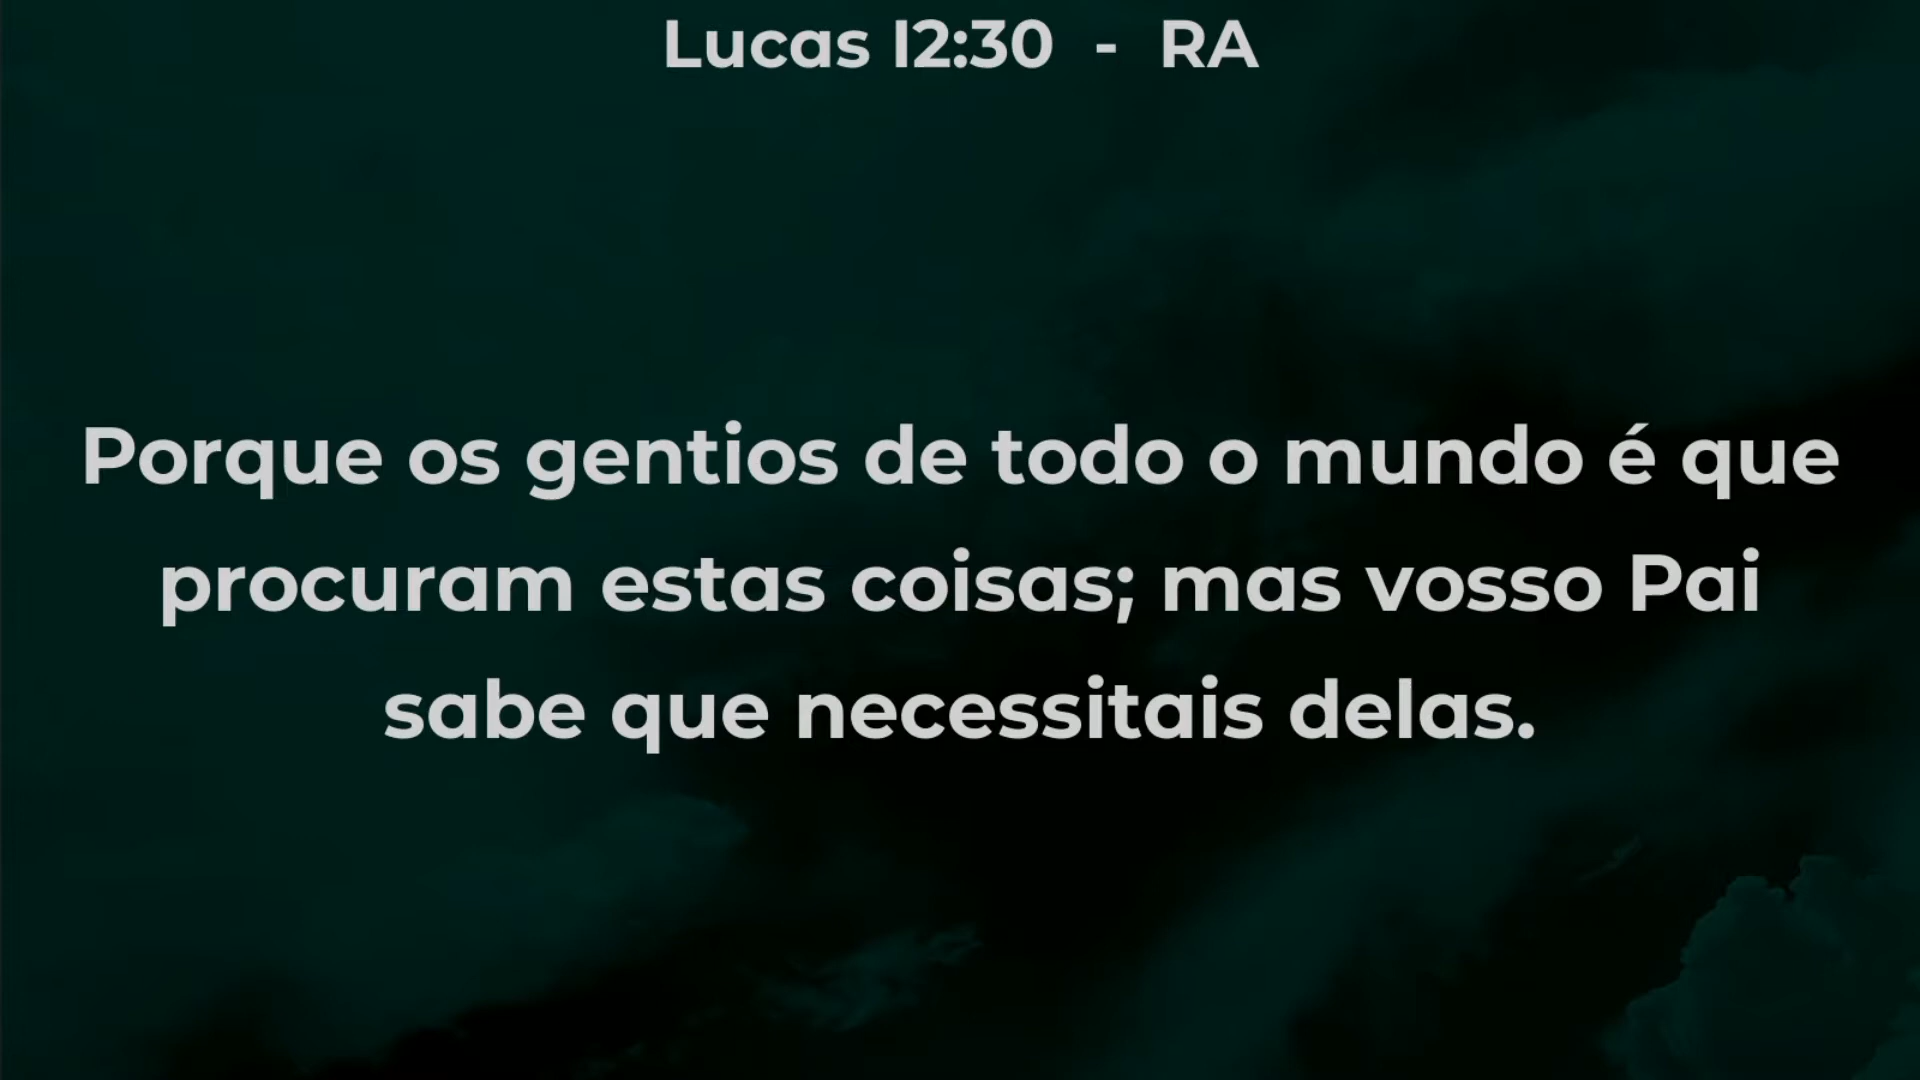 Lucas 12:30 - RA
Porque os gentios de todo o mundo é que
procuram estas coisas; mas vosso Pai
sabe que necessitais delas.